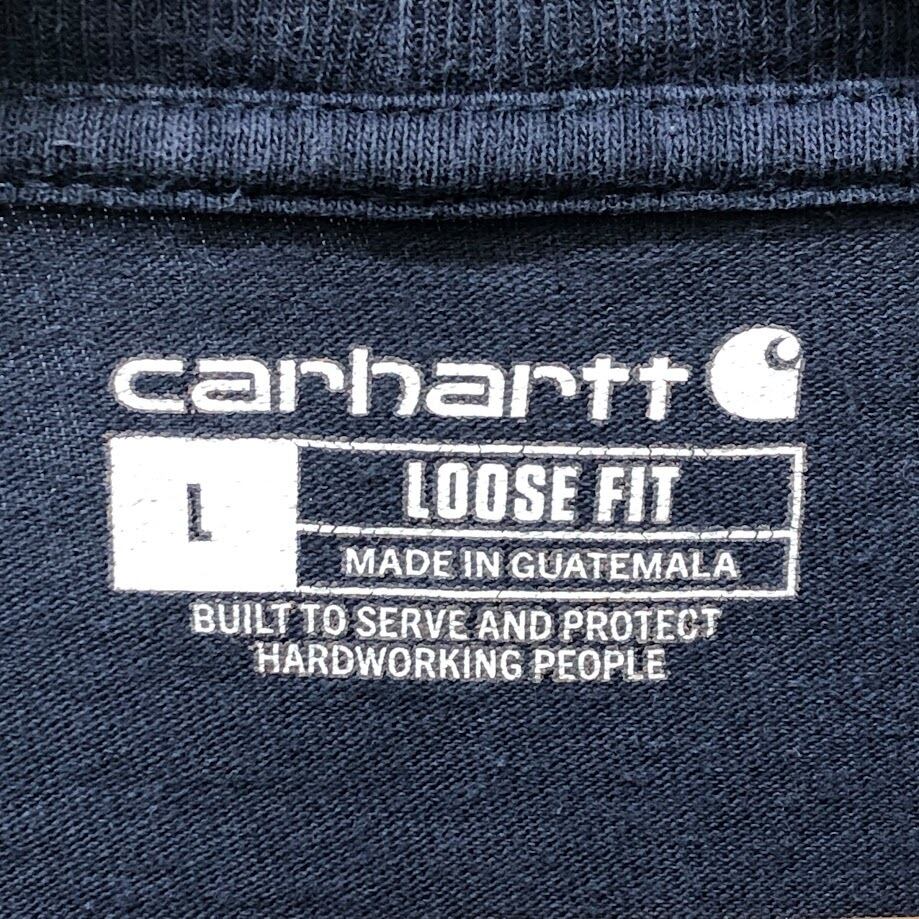 carhartt
L
LOOSE FIT
MADE IN GUATEMALA
BUILT TO SERVE AND PROTECT
HARDWORKING PEOPLE